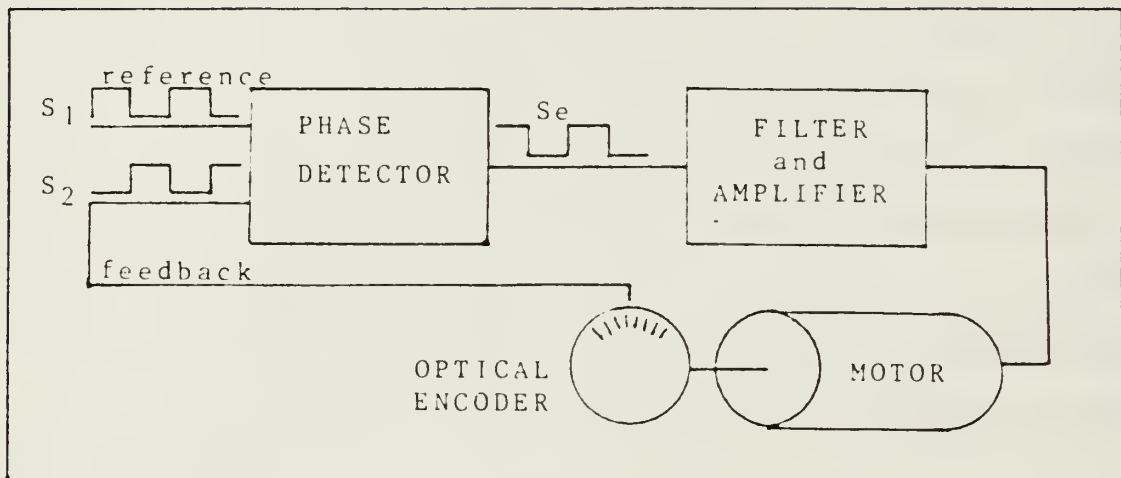 reference
S1
PHASE
DETECTOR
Se
FILTER
and
AMPLIFIER
S2
feedback
OPTICAL
ENCODER
MOTOR